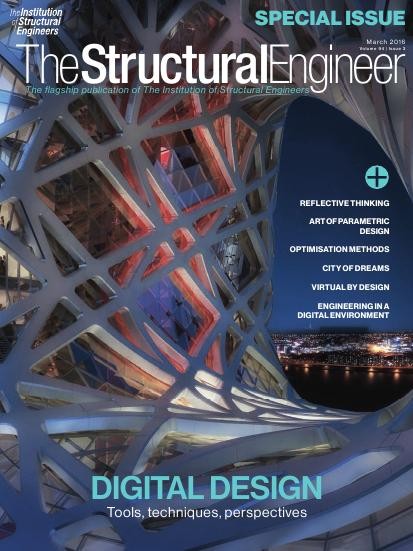 The Institution
of Structural
Engineers
SPECIAL ISSUE
March 2016
Volume 94 | Issue 3
TheStructuralEngineer
The flagship publication of The Institution of Structural Engineers
REFLECTIVE THINKING
ART OF PARAMETRIC
DESIGN
OPTIMISATION METHODS
CITY OF DREAMS
VIRTUAL BY DESIGN
ENGINEERING IN A
DIGITAL ENVIRONMENT
DIGITAL DESIGN
Tools, techniques, perspectives